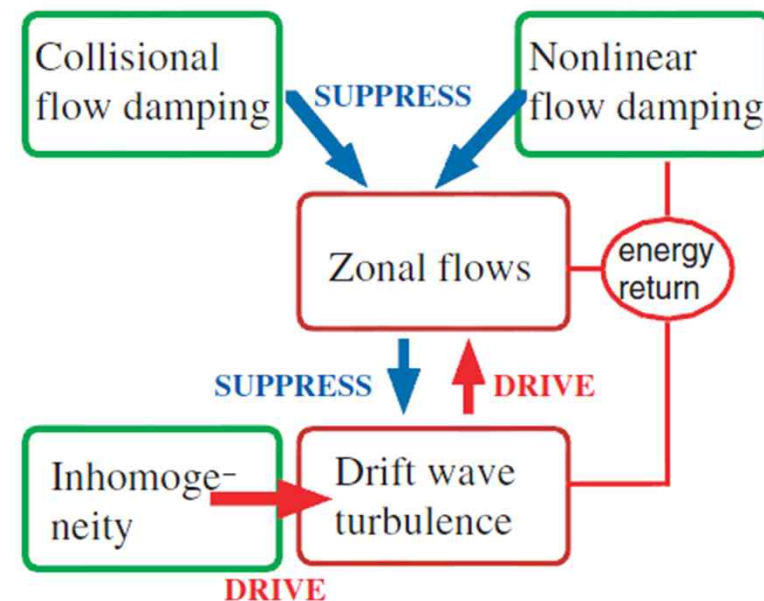 Collisional
flow damping
SUPPRESS
Nonlinear
flow damping
Zonal flows
energy
return
SUPPRESS
DRIVE
Inhomoge-
neity
Drift wave
turbulence
DRIVE